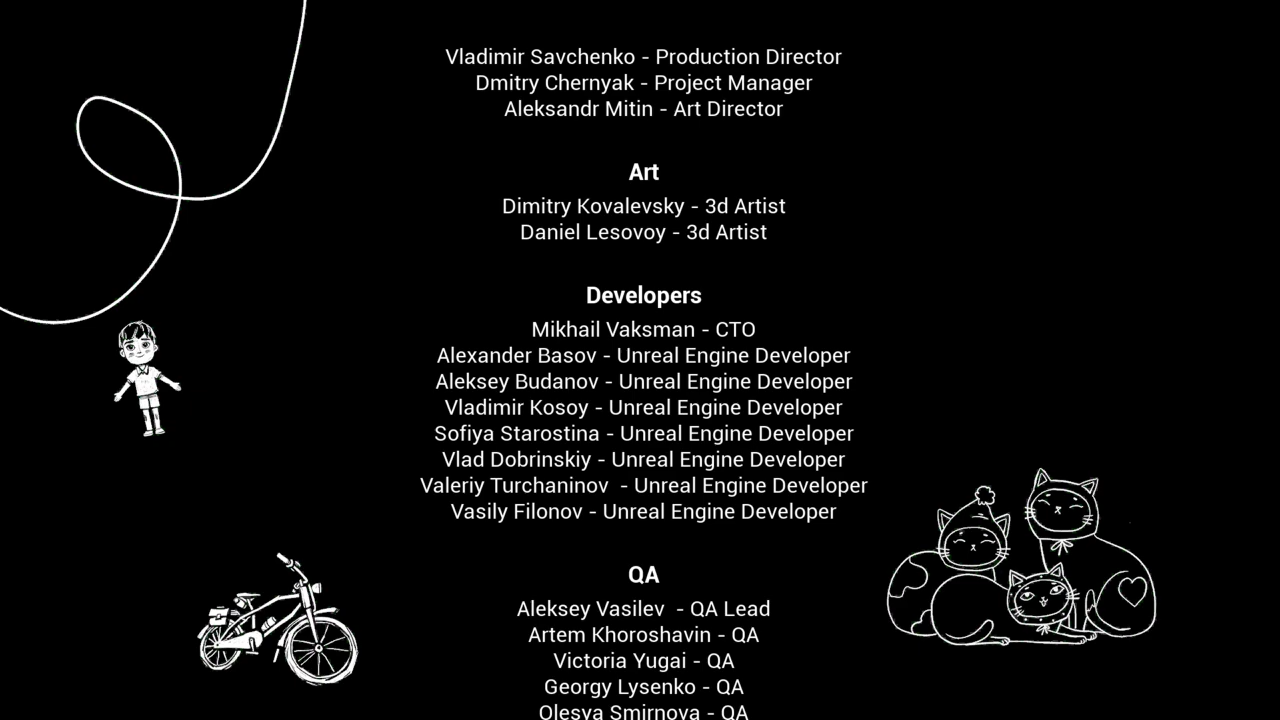 Vladimir Savchenko - Production Director
Dmitry Chernyak - Project Manager
Aleksandr Mitin - Art Director
Art
Dimitry Kovalevsky - 3d Artist
Daniel Lesovoy - 3d Artist
Developers
Mikhail Vaksman - CTO
Alexander Basov - Unreal Engine Developer
Aleksey Budanov - Unreal Engine Developer
Vladimir Kosoy - Unreal Engine Developer
Sofiya Starostina - Unreal Engine Developer
Vlad Dobrinskiy - Unreal Engine Developer
Valeriy Turchaninov  - Unreal Engine Developer
Vasily Filonov - Unreal Engine Developer
QA
Aleksey Vasilev  - QA Lead
Artem Khoroshavin - QA
Victoria Yugai - QA
Georgy Lysenko - QA
Olesya Smirnova - QA